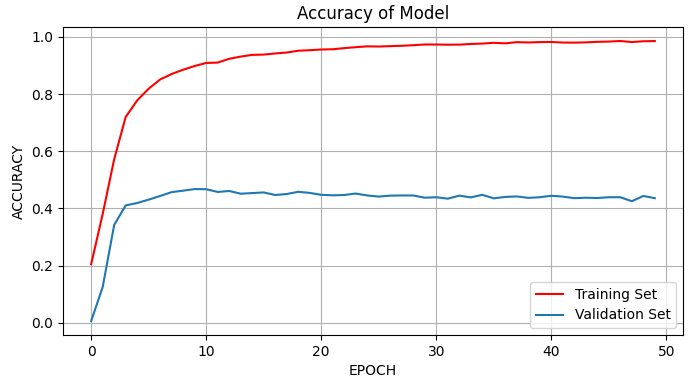 Accuracy of Model
1.0
0.8
0.6
0.4
0.2
0.0
ACCURACY
0 10 20 30 40 50
EPOCH
Training Set
Validation Set